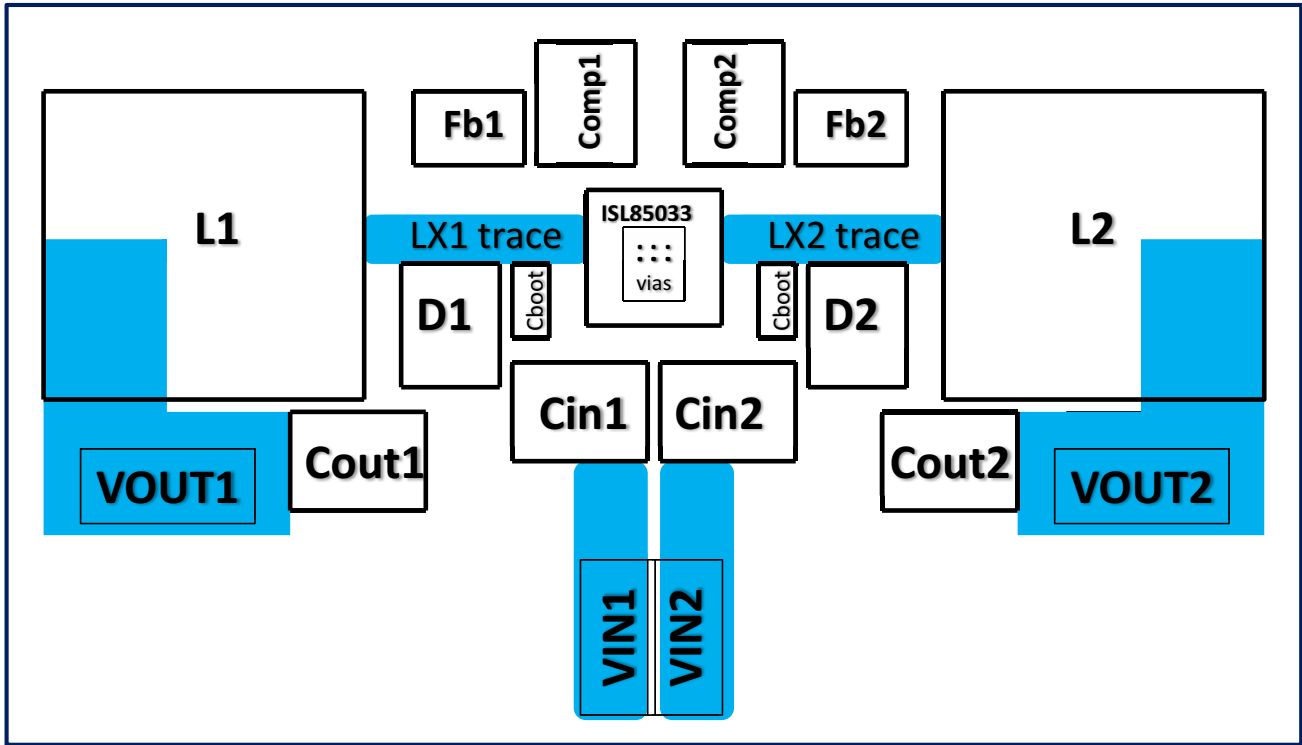 Comp1
Comp2
Fb1
Fb2
ISL85033
L1
LX1 trace
LX2 trace
L2
vias
D1
Cboot
Cboot
D2
Cin1
Cin2
Cout1
Cout2
VOUT1
VOUT2
VIN1
VIN2